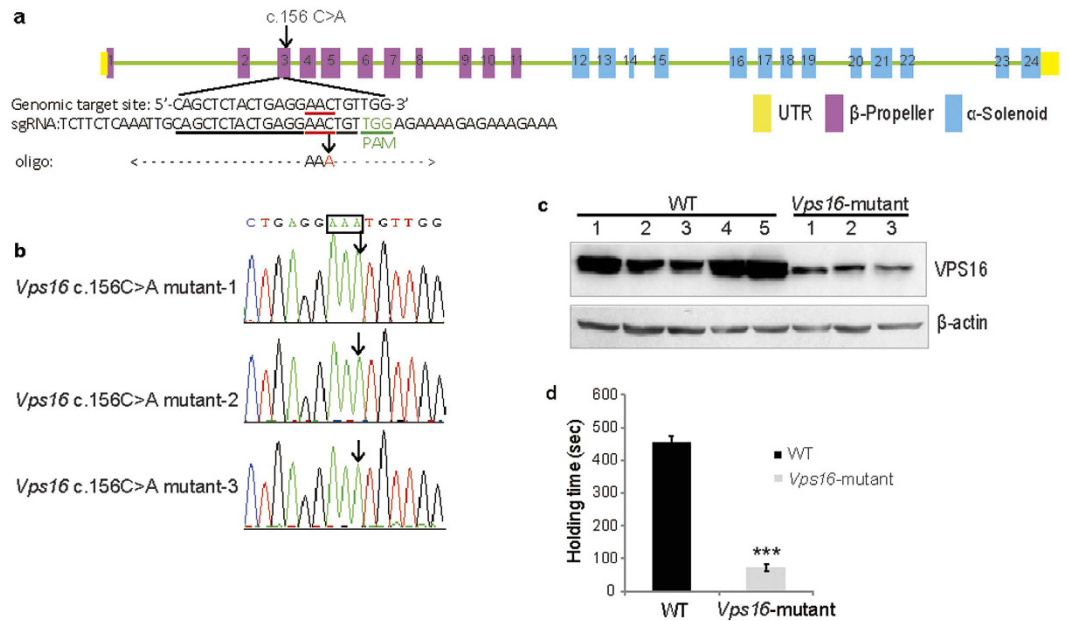 a
c.156 C>A
1 2 3 4 5 6 7 8 9 10 11 12 13 14 15 16 17 18 19 20 21 22 23 24
Genomic target site: 5'-CAGCTCTACTGAGGAACTGTTGG-3'
sgRNA:TCTTCTCAAATTGCAGCTCTACTGAGGAACTGTTGGAGAAAAGAGAAAGAAA
PAM
oligo: AAA
UTR β-Propeller α-Solenoid
b
C T G A G G A A A T G T T G G
Vps16 c.156C>A mutant-1
Vps16 c.156C>A mutant-2
Vps16 c.156C>A mutant-3
c
WT Vps16-mutant
1 2 3 4 5 1 2 3
VPS16
β-actin
d
Holding time (sec)
600
500
400
300
200
100
0
WT
Vps16-mutant
***
WT Vps16-mutant